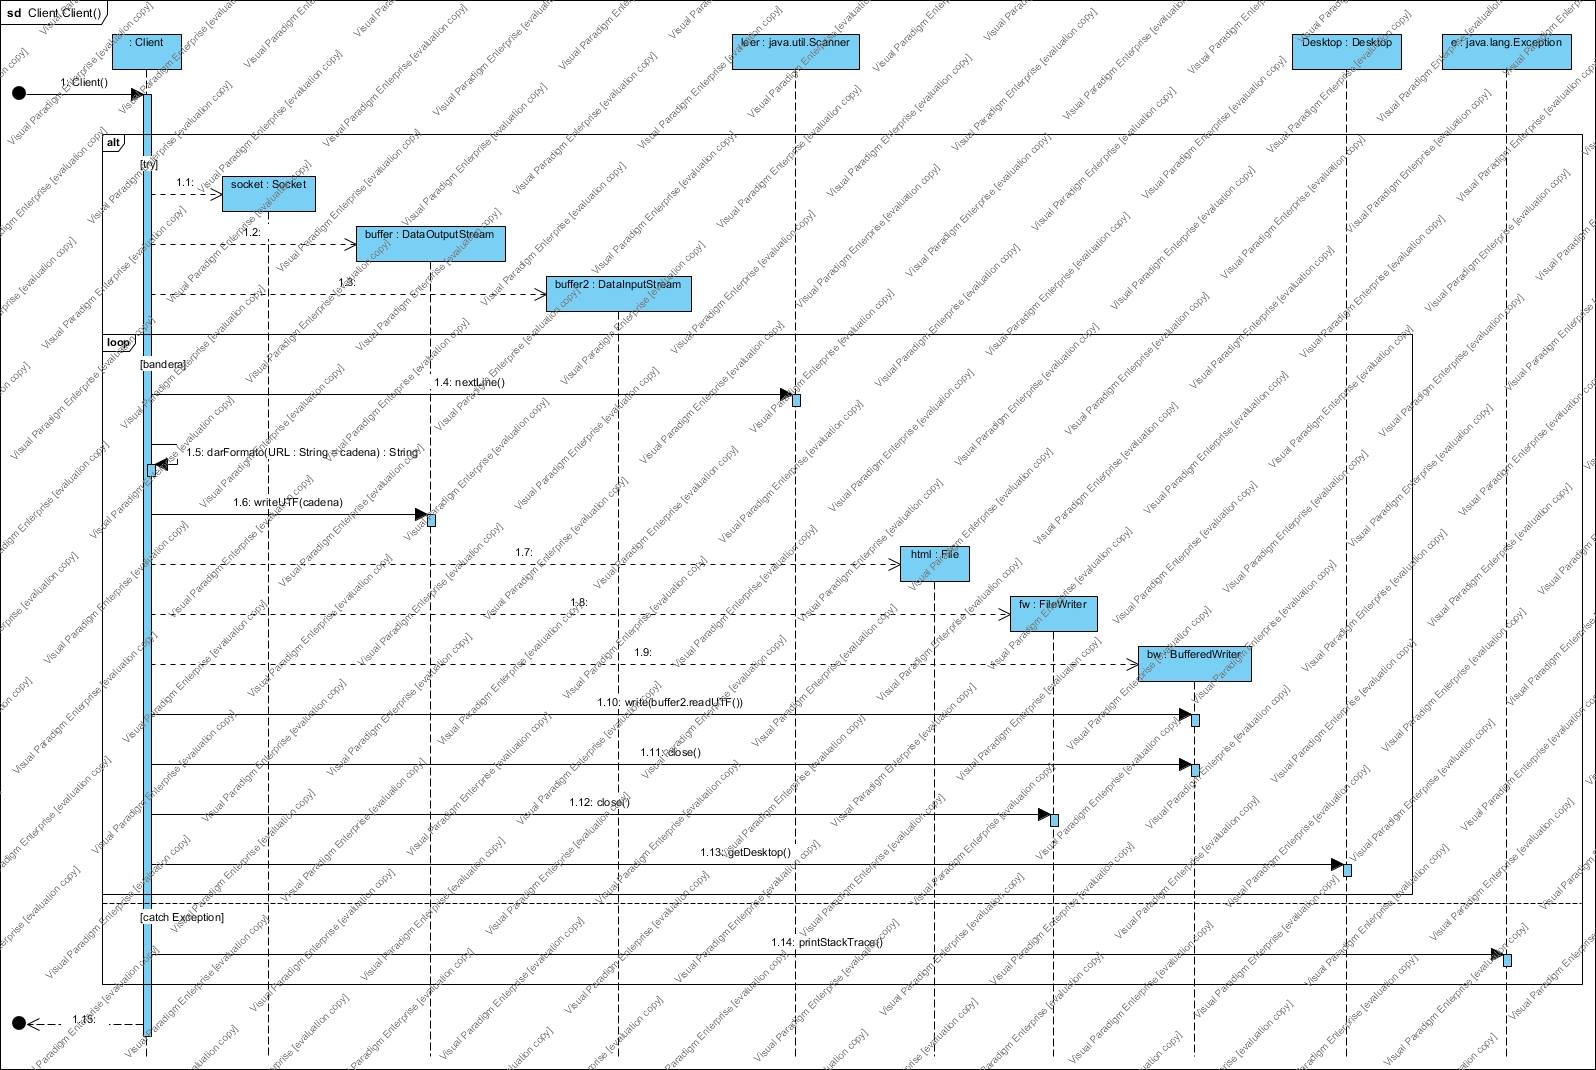 sd Client.Client()
: Client
leer : java.util.Scanner
Desktop : Desktop
e : java.lang.Exception
1: Client()
alt
[try]
1.1:
socket : Socket
1.2:
buffer : DataOutputStream
1.3:
buffer2 : DataInputStream
loop
[bandera]
1.4: nextLine()
1.5: darFormato(URL : String = cadena) : String
1.6: writeUTF(cadena)
1.7:
html : File
1.8:
fw : FileWriter
1.9:
bw : BufferedWriter
1.10: write(buffer2.readUTF())
1.11: close()
1.12: close()
1.13: getDesktop()
[catch Exception]
1.14: printStackTrace()
1.15:
Visual Paradigm Enterprise [evaluation copy]